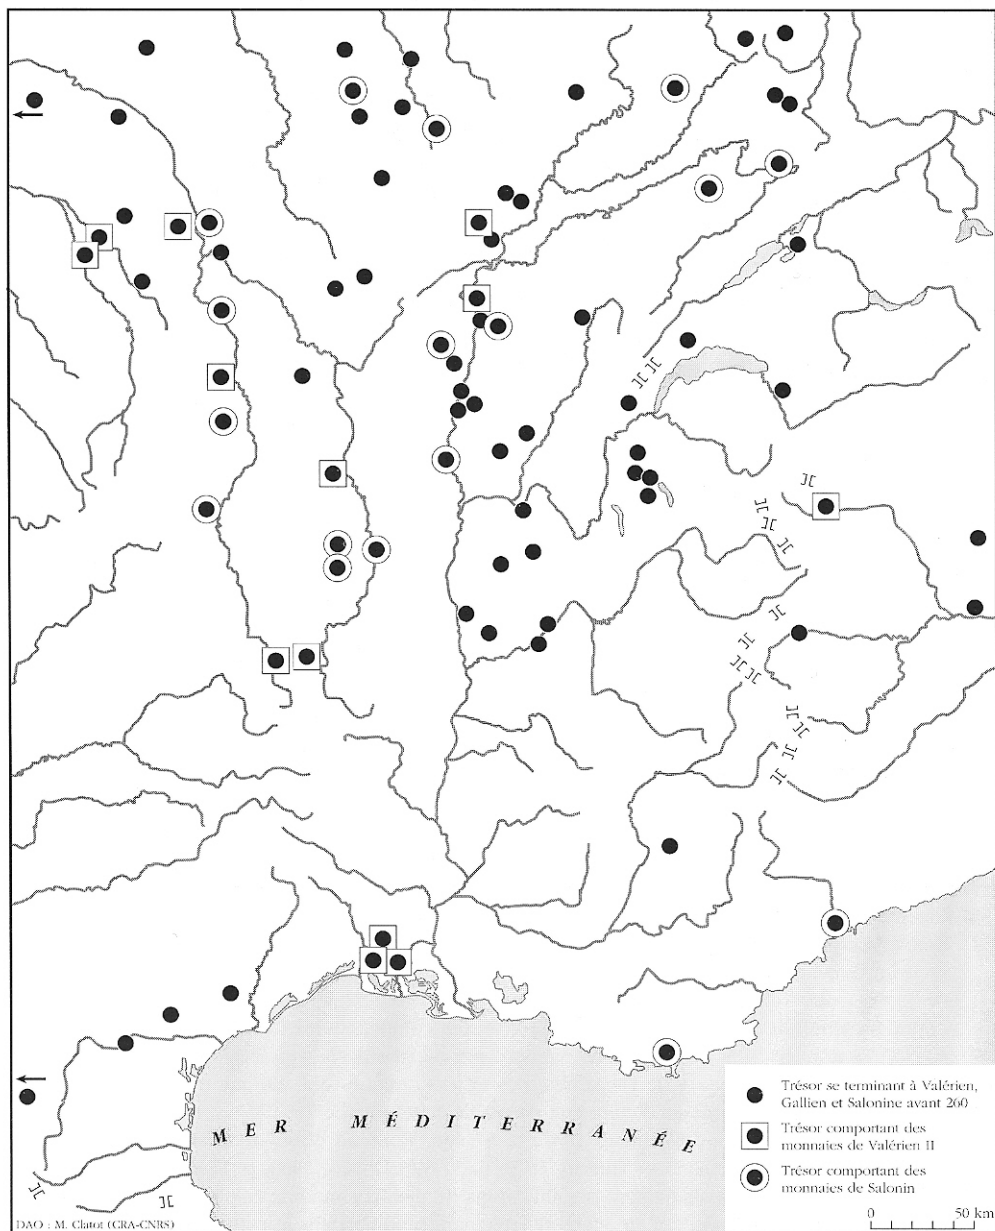 MER MÉDITERRANÉE
Trésor se terminant à Valérien,
Gallien et Salonine avant 260
Trésor comportant des
monnaies de Valérien II
Trésor comportant des
monnaies de Salonin
0 50 km
DAO : M. Clatot (CRA-CNRS)